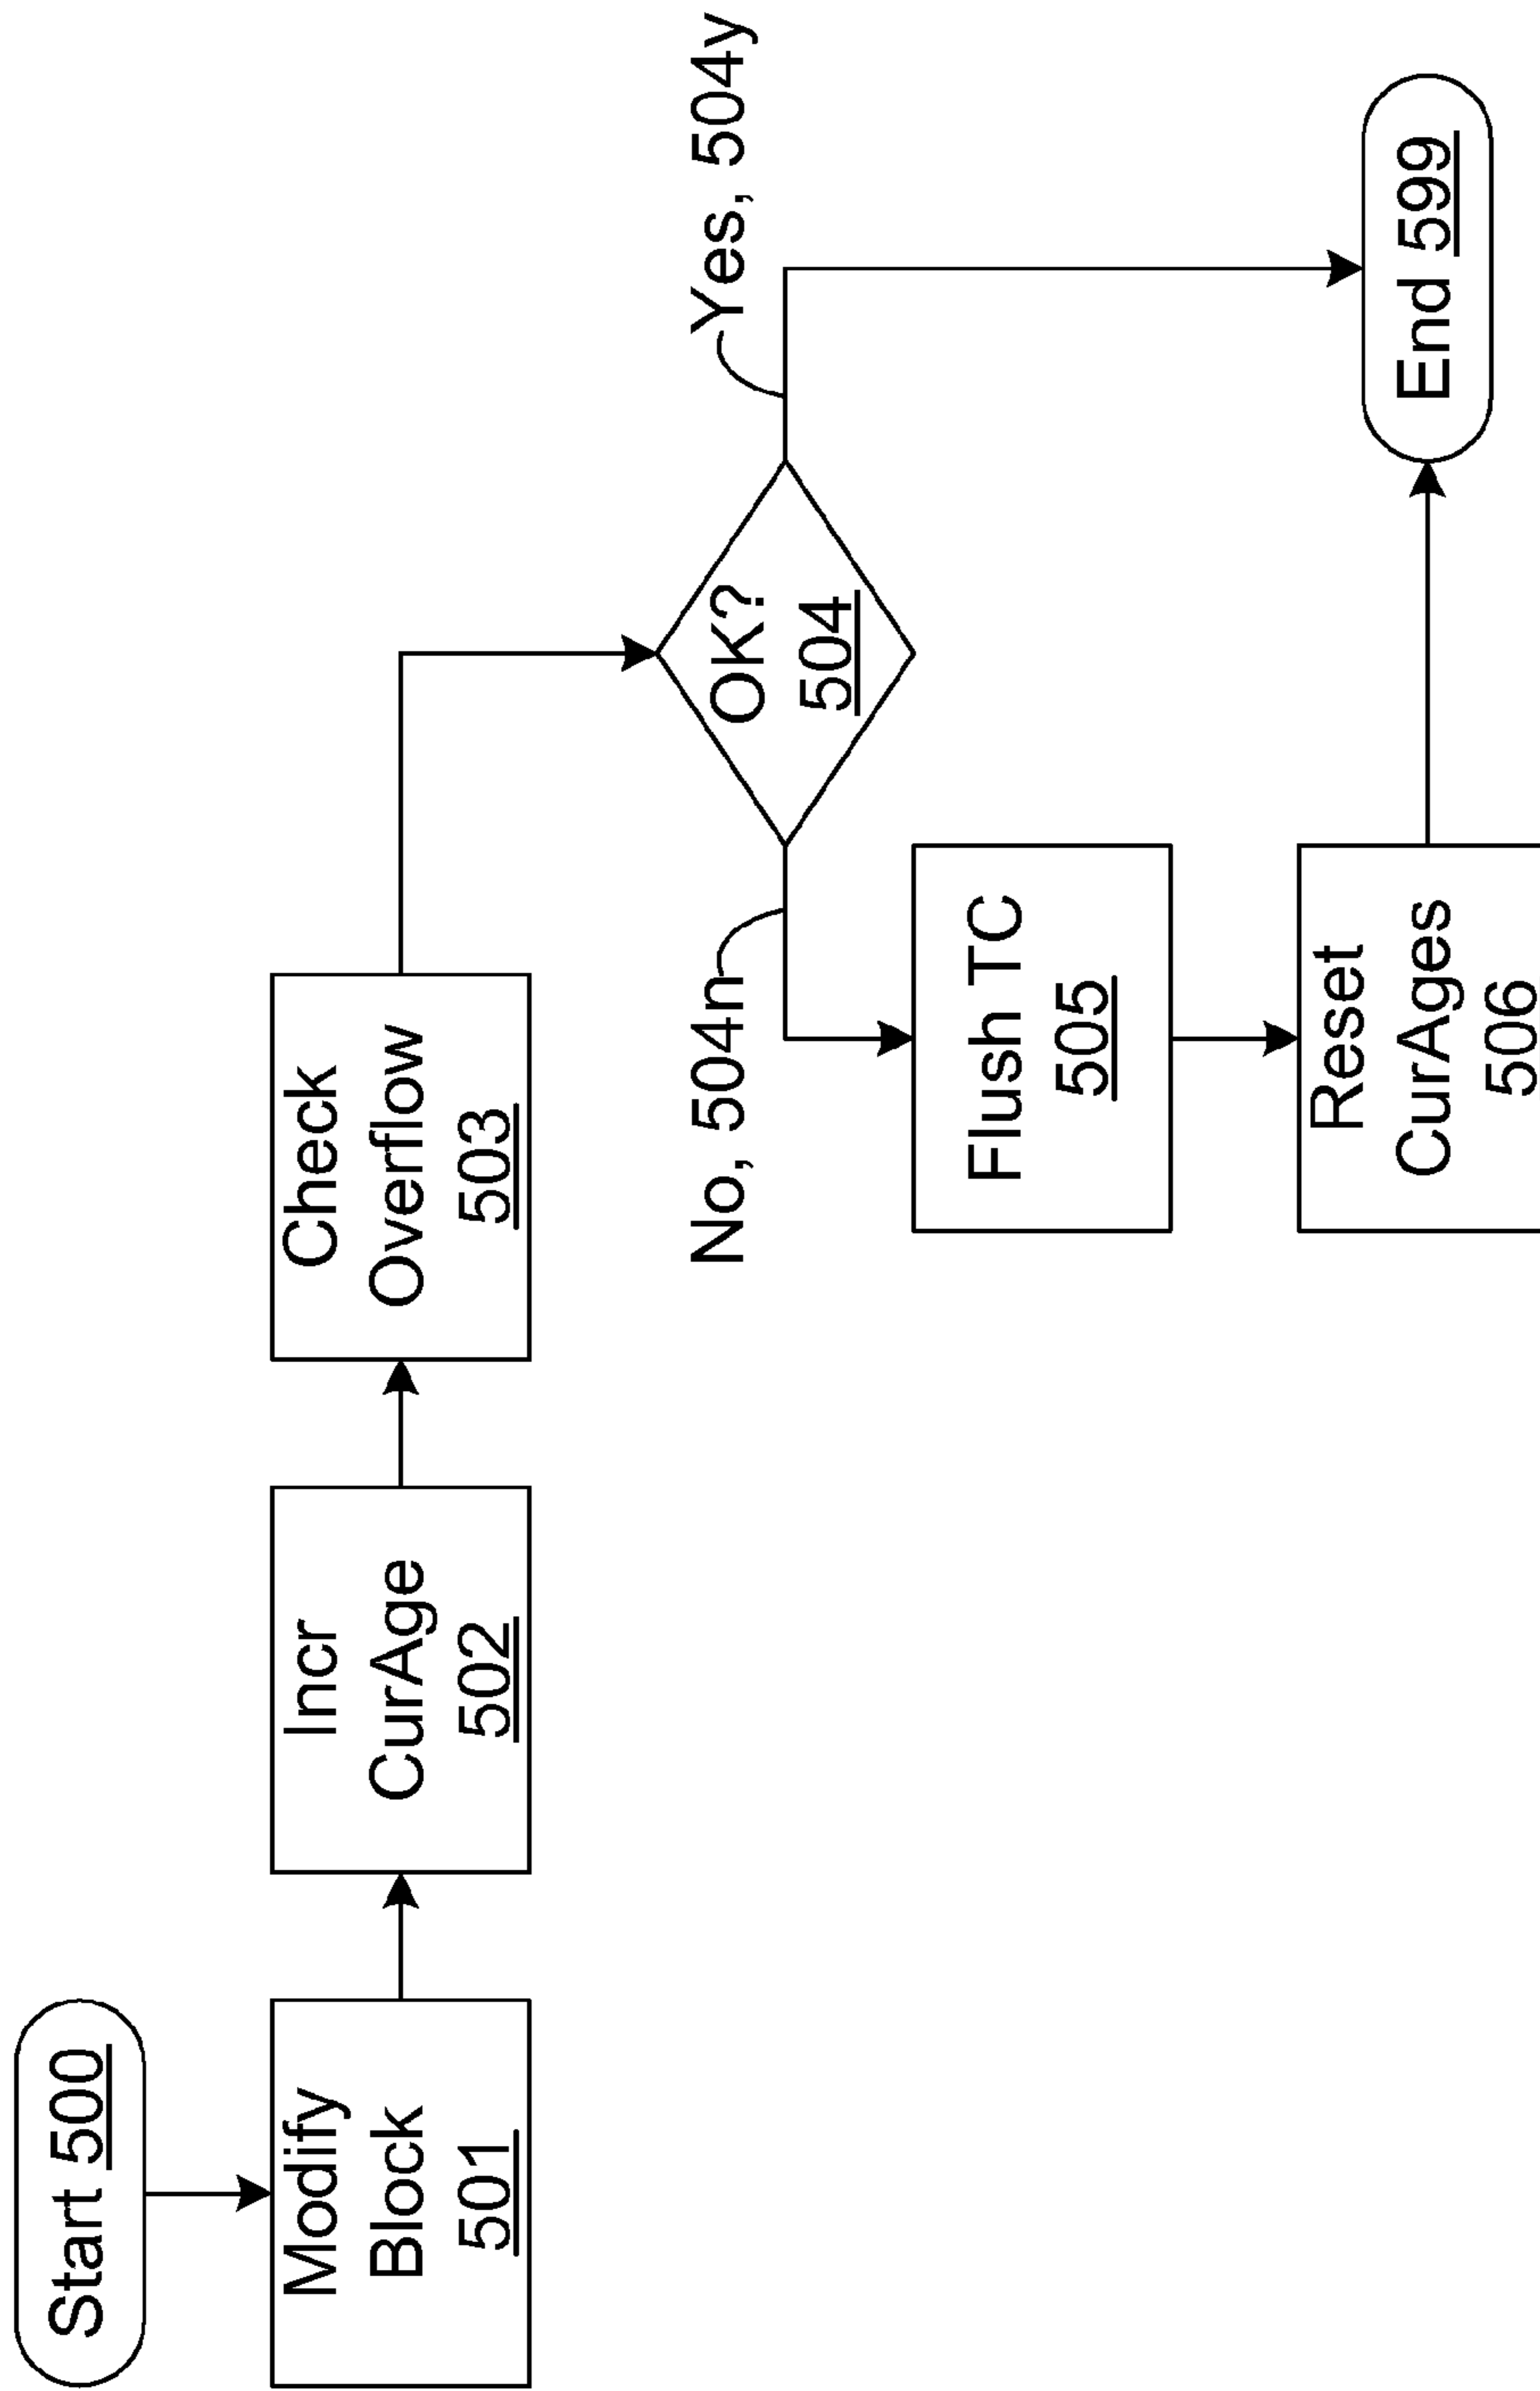 Start 500
Modify
Block
501
Incr
CurAge
502
Check
Overflow
503
OK?
504
Yes, 504y
No, 504n
Flush TC
505
Reset
CurAges
506
End 599